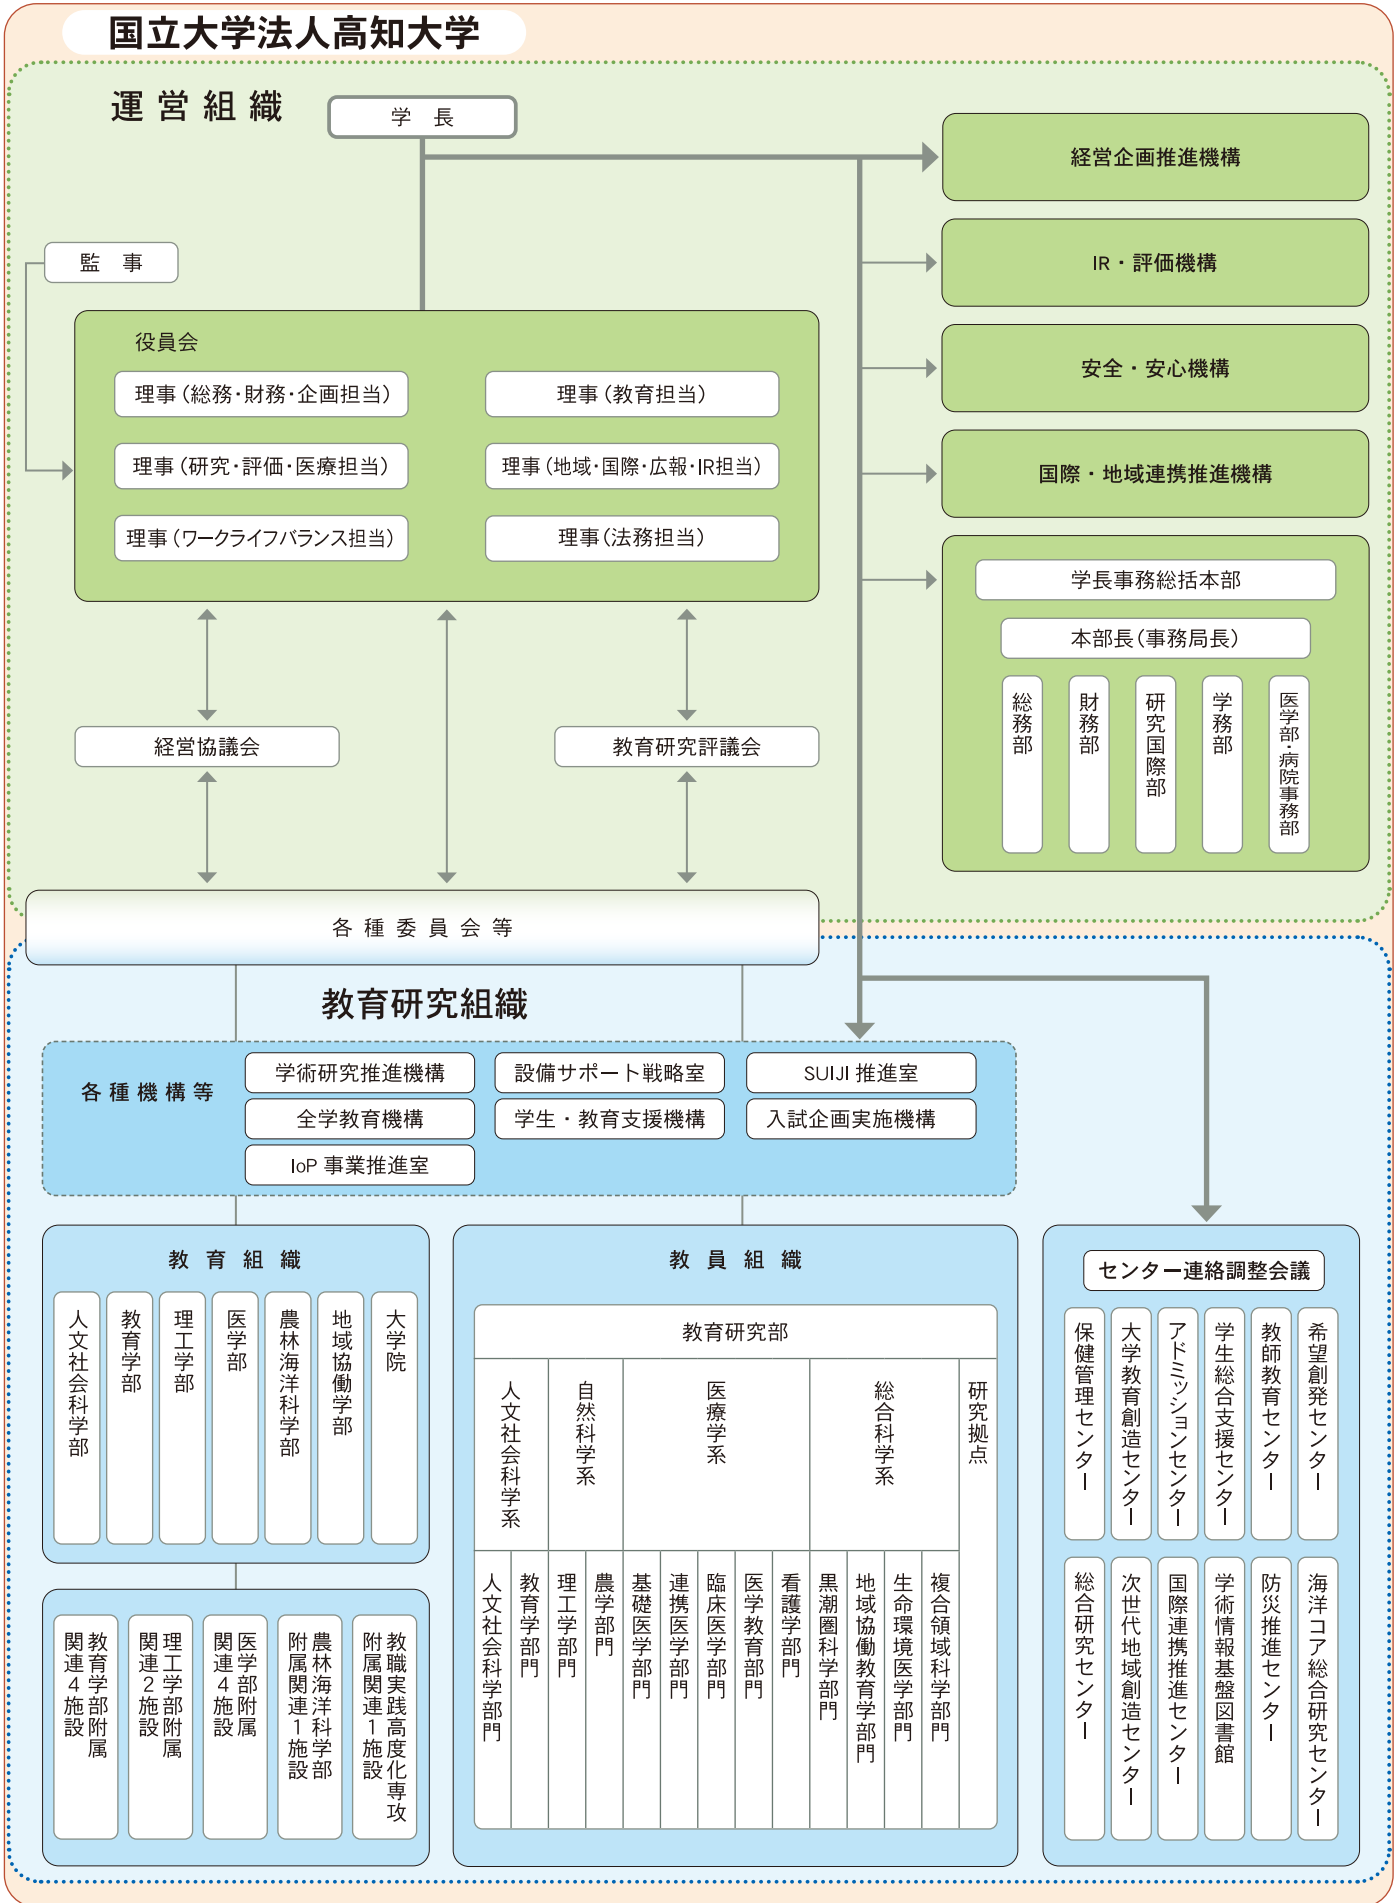 国立大学法人高知大学
運営組織
学　長
監　事
役員会
理事（総務・財務・企画担当）
理事（教育担当）
理事（研究・評価・医療担当）
理事（地域・国際・広報・IR担当）
理事（ワークライフバランス担当）
理事（法務担当）
経営協議会
教育研究評議会
各種委員会等
経営企画推進機構
IR・評価機構
安全・安心機構
国際・地域連携推進機構
学長事務総括本部
本部長（事務局長）
総務部
財務部
研究国際部
学務部
医学部・病院事務部
教育研究組織
各種機構等
学術研究推進機構
設備サポート戦略室
SUIJI 推進室
全学教育機構
学生・教育支援機構
入試企画実施機構
IoP 事業推進室
教育組織
人文社会科学部
教育学部
理工学部
医学部
農林海洋科学部
地域協働学部
大学院
教育学部附属
関連４施設
理工学部附属
関連２施設
医学部附属
関連４施設
農林海洋科学部
附属関連１施設
教職実践高度化専攻
附属関連１施設
教員組織
教育研究部
人文社会科学系
自然科学系
医療学系
総合科学系
研究拠点
人文社会科学部門
教育学部門
理工学部門
農学部門
基礎医学部門
連携医学部門
臨床医学部門
医学教育部門
看護学部門
黒潮圏科学部門
地域協働教育学部門
生命環境医学部門
複合領域科学部門
センター連絡調整会議
保健管理センター
大学教育創造センター
アドミッションセンター
学生総合支援センター
教師教育センター
希望創発センター
総合研究センター
次世代地域創造センター
国際連携推進センター
学術情報基盤図書館
防災推進センター
海洋コア総合研究センター